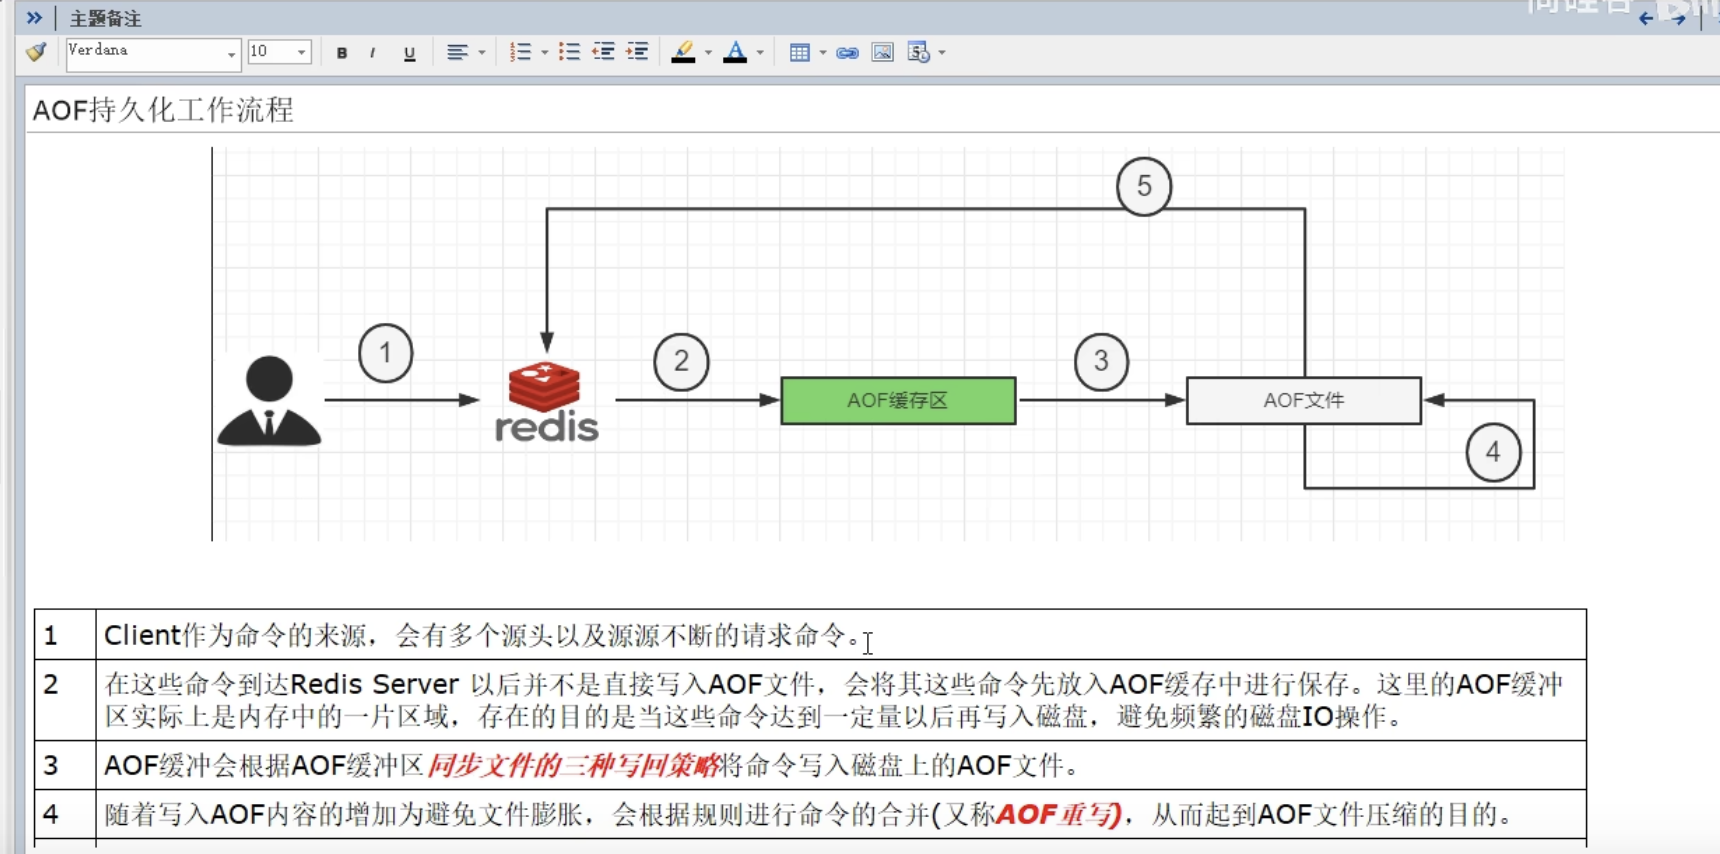 主题备注
Verdana
10
B
I
U
A
AOF持久化工作流程
5
1
2
3
redis
AOF缓存区
AOF文件
4
1
Client作为命令的来源，会有多个源头以及源源不断的请求命令。
2
在这些命令到达Redis Server 以后并不是直接写入AOF文件，会将其这些命令先放入AOF缓存中进行保存。这里的AOF缓冲
区实际上是内存中的一片区域，存在的目的是当这些命令达到一定量以后再写入磁盘，避免频繁的磁盘IO操作。
3
AOF缓冲会根据AOF缓冲区同步文件的三种写回策略将命令写入磁盘上的AOF文件。
4
随着写入AOF内容的增加为避免文件膨胀，会根据规则进行命令的合并(又称AOF重写)，从而起到AOF文件压缩的目的。